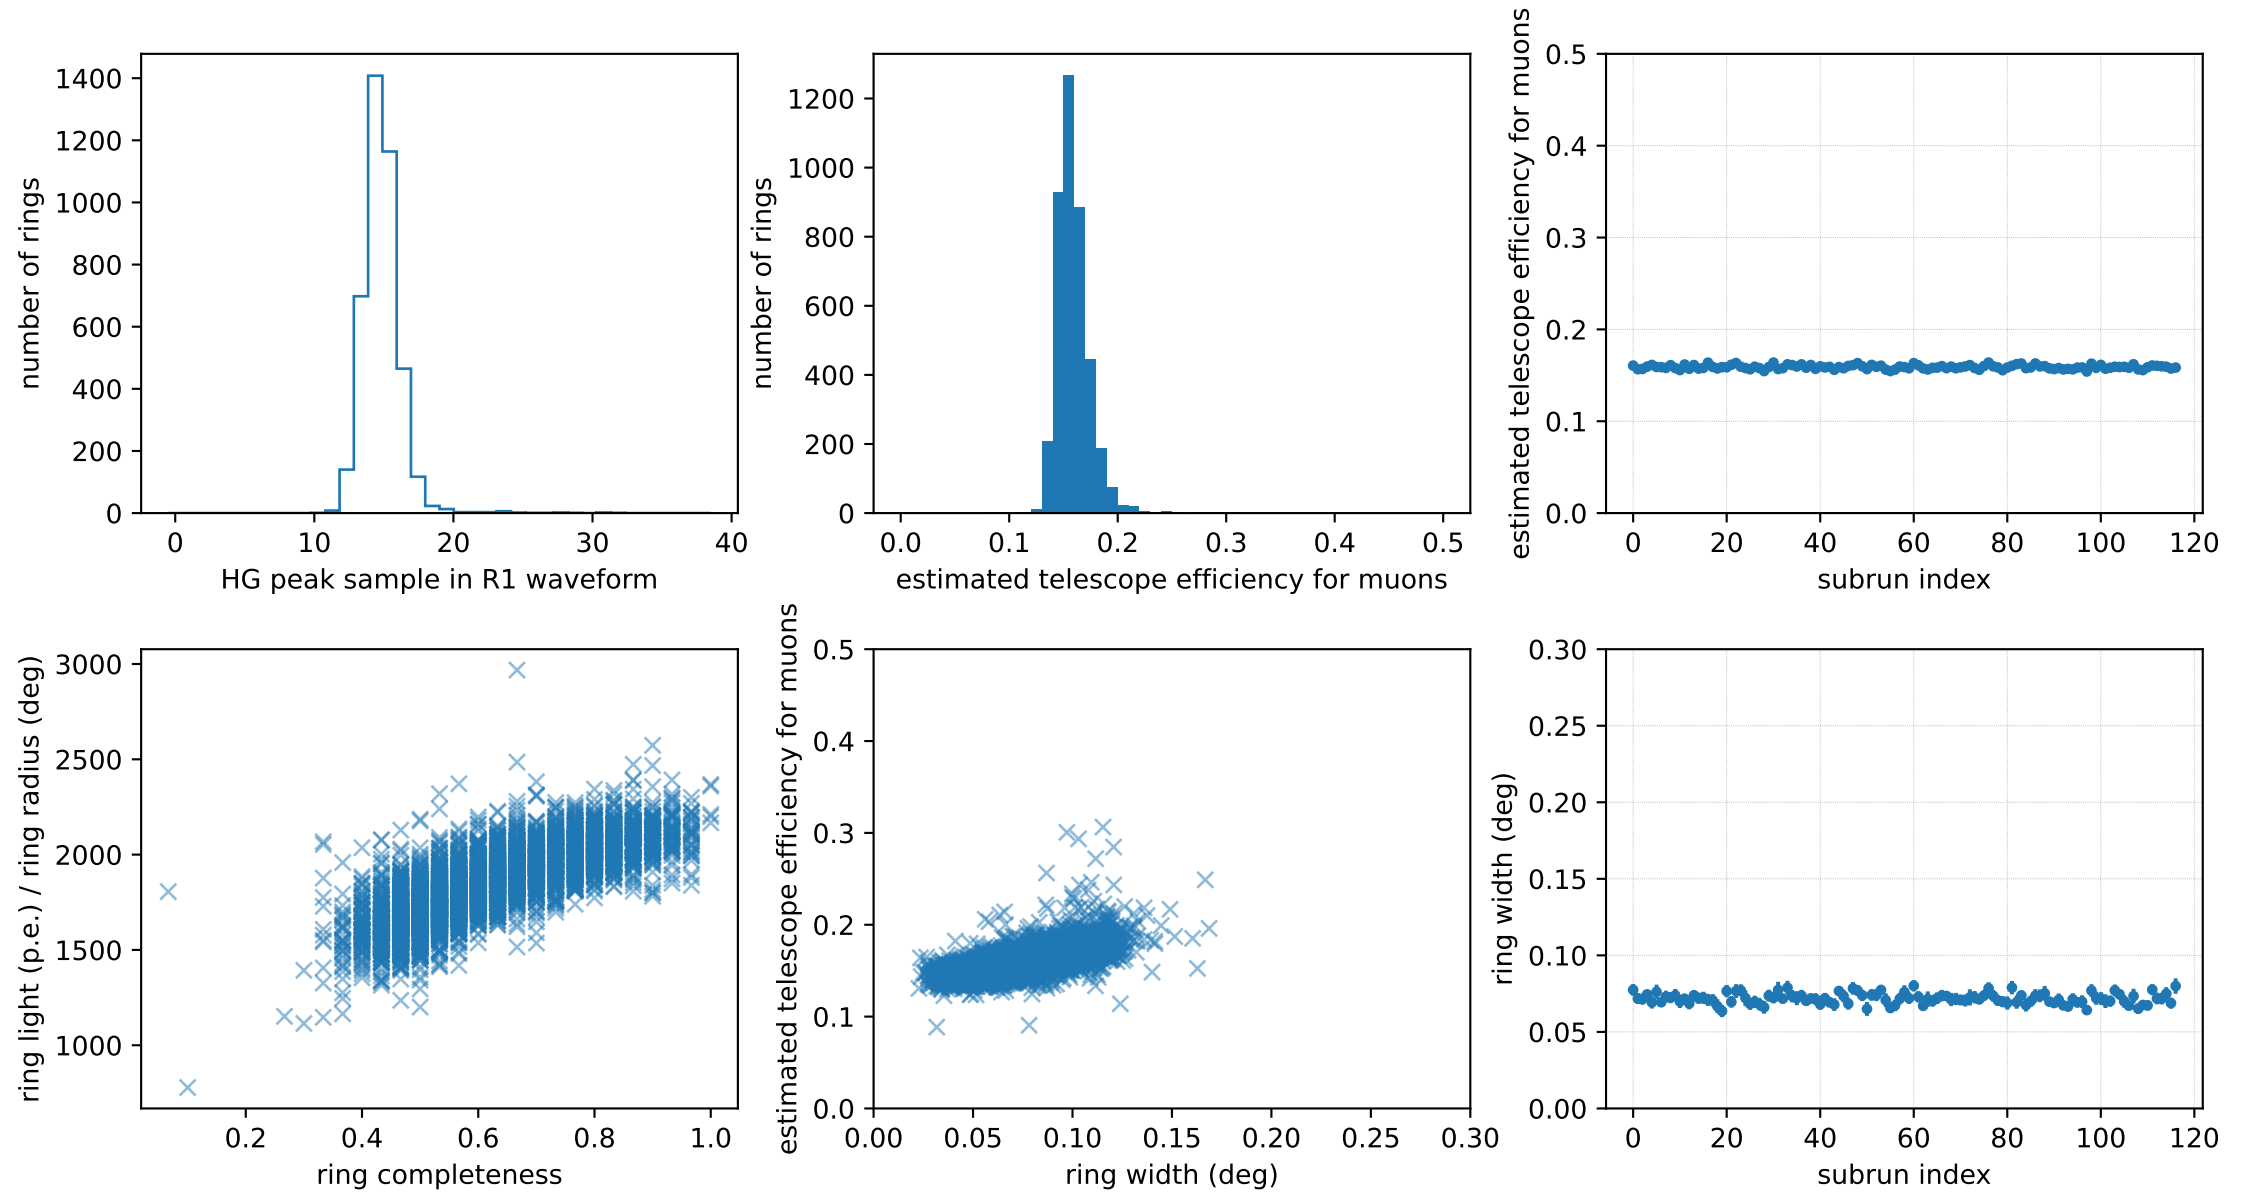 number of rings
1400
1200
1000
800
600
400
200
0
0 10 20 30 40
HG peak sample in R1 waveform
number of rings
1200
1000
800
600
400
200
0
0.0 0.1 0.2 0.3 0.4 0.5
estimated telescope efficiency for muons
estimated telescope efficiency for muons
0.5
0.4
0.3
0.2
0.1
0.0
0 20 40 60 80 100 120
subrun index
ring light (p.e.) / ring radius (deg)
3000
2500
2000
1500
1000
0.2 0.4 0.6 0.8 1.0
ring completeness
estimated telescope efficiency for muons
0.5
0.4
0.3
0.2
0.1
0.0
0.00 0.05 0.10 0.15 0.20 0.25 0.30
ring width (deg)
ring width (deg)
0.30
0.25
0.20
0.15
0.10
0.05
0.00
0 20 40 60 80 100 120
subrun index